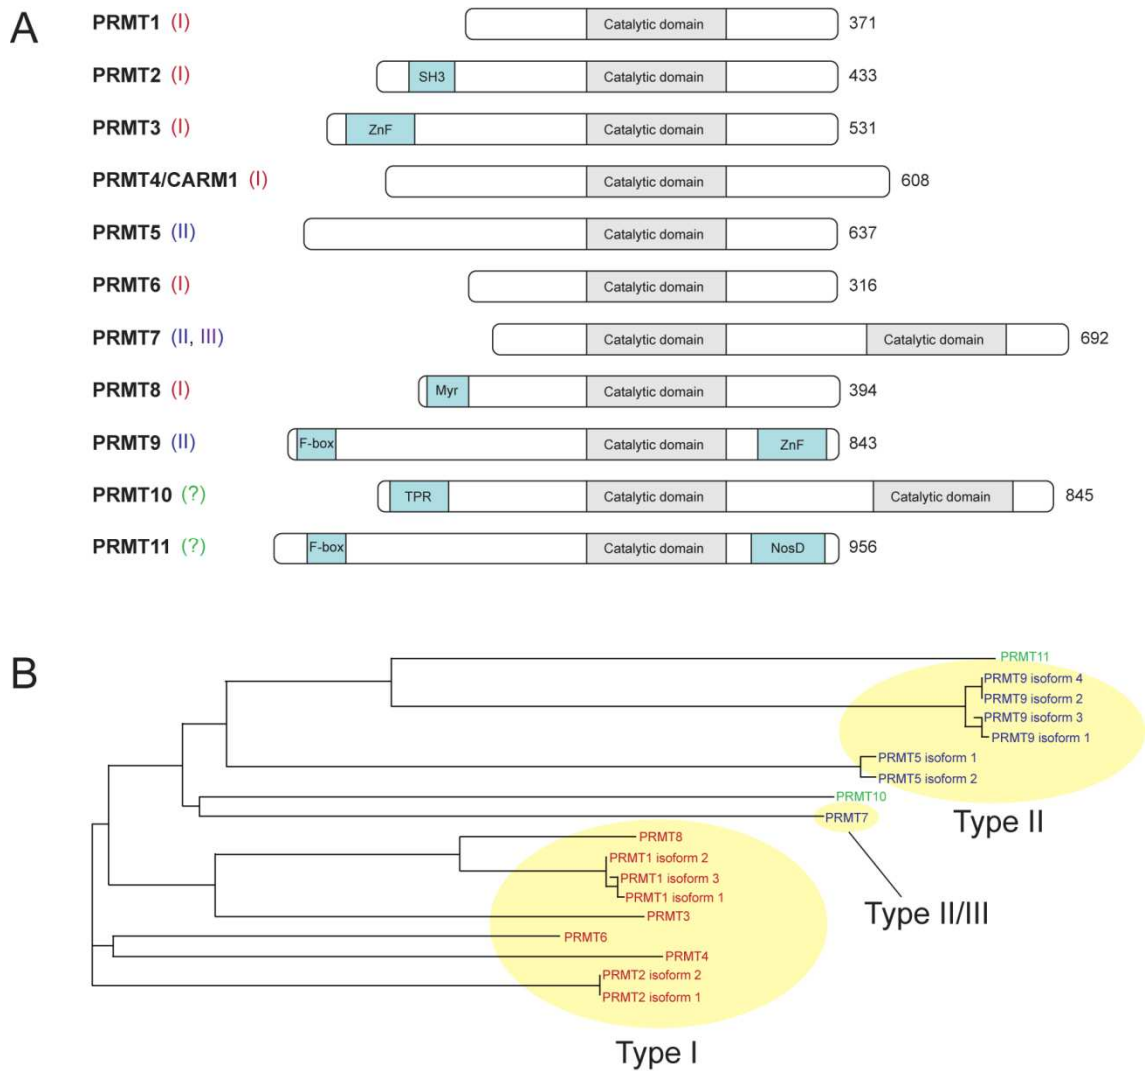 A
PRMT1 (I) Catalytic domain 371
PRMT2 (I) SH3 Catalytic domain 433
PRMT3 (I) ZnF Catalytic domain 531
PRMT4/CARM1 (I) Catalytic domain 608
PRMT5 (II) Catalytic domain 637
PRMT6 (I) Catalytic domain 316
PRMT7 (II, III) Catalytic domain Catalytic domain 692
PRMT8 (I) Myr Catalytic domain 394
PRMT9 (II) F-box Catalytic domain ZnF 843
PRMT10 (?) TPR Catalytic domain Catalytic domain 845
PRMT11 (?) F-box Catalytic domain NosD 956
B
PRMT11
PRMT9 isoform 4
PRMT9 isoform 2
PRMT9 isoform 3
PRMT9 isoform 1
PRMT5 isoform 1
PRMT5 isoform 2
PRMT10
Type II
PRMT7
PRMT8
PRMT1 isoform 2
PRMT1 isoform 3
PRMT1 isoform 1
Type II/III
PRMT3
PRMT6
PRMT4
PRMT2 isoform 2
PRMT2 isoform 1
Type I